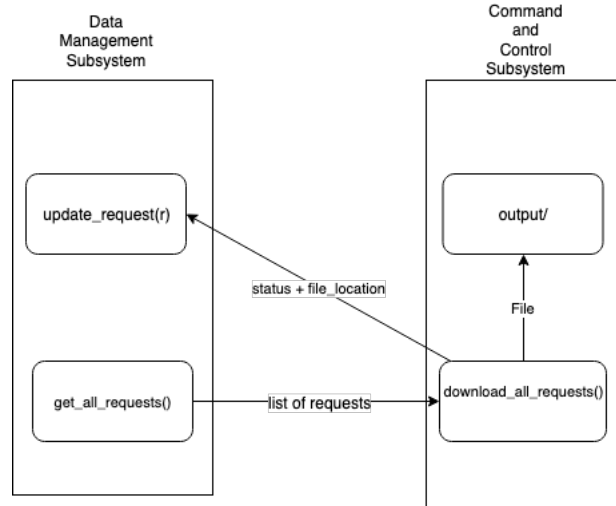 Data
Management
Subsystem
Command
and
Control
Subsystem
update_request(r)
output/
status + file_location
File
get_all_requests()
list of requests
download_all_requests()